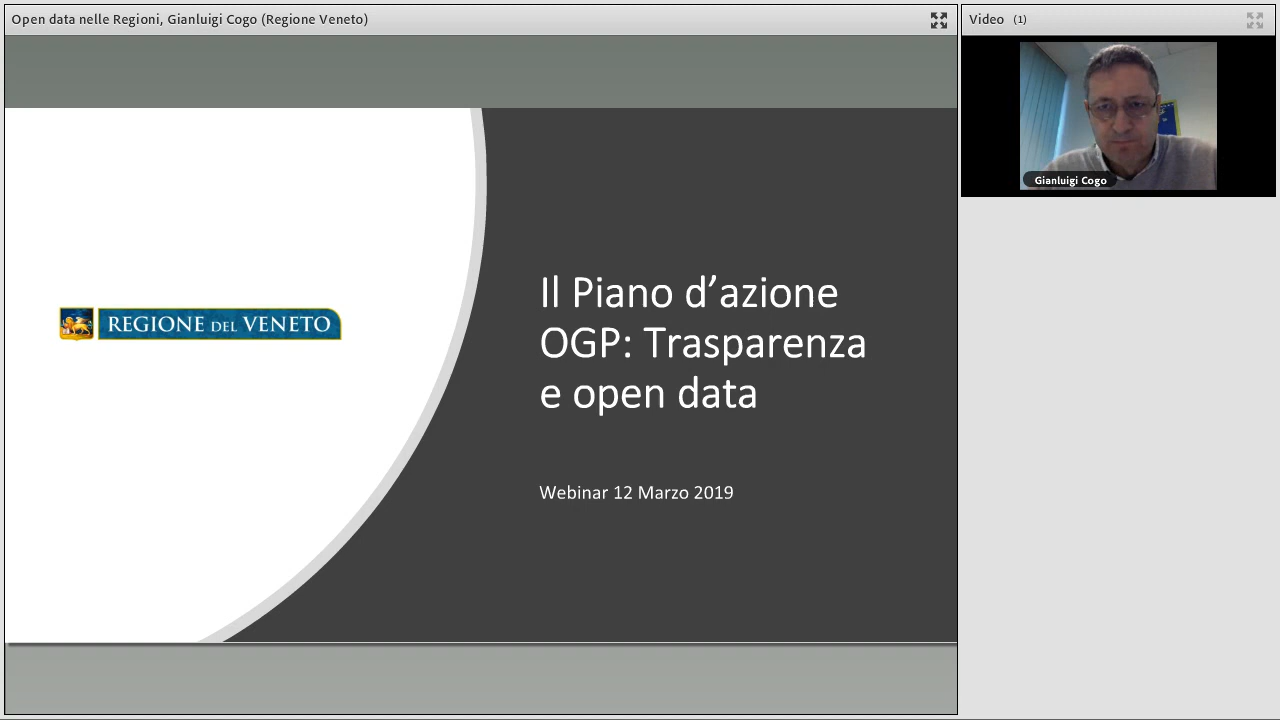 Open data nelle Regioni, Gianluigi Cogo (Regione Veneto)
Video (1)
Gianluigi Cogo
REGIONE DEL VENETO
Il Piano d’azione
OGP: Trasparenza
e open data
Webinar 12 Marzo 2019